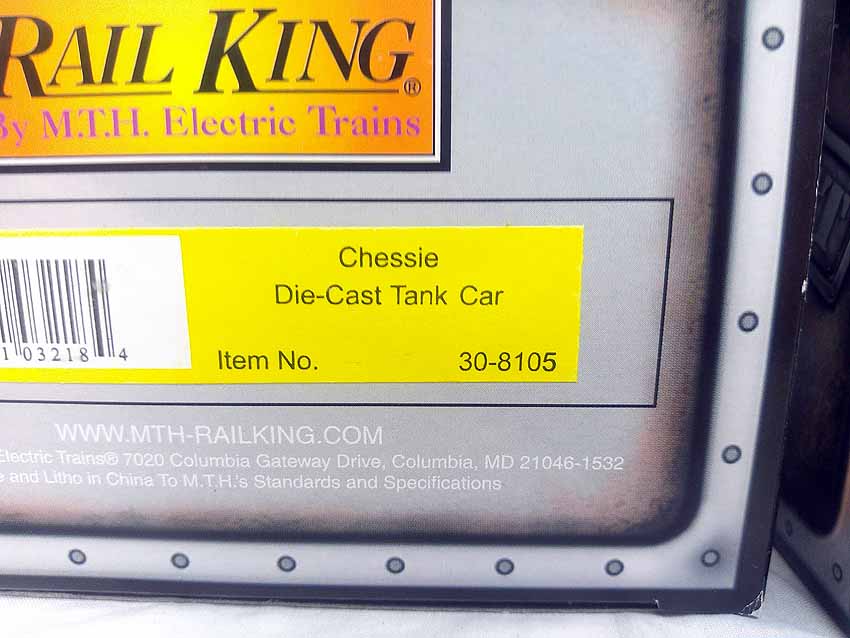 RAIL KING®
By M.T.H. Electric Trains
Chessie
Die-Cast Tank Car
1 03218 4
Item No. 30-8105
WWW.MTH-RAILKING.COM
Electric Trains® 7020 Columbia Gateway Drive, Columbia, MD 21046-1532
and Litho in China To M.T.H.'s Standards and Specifications